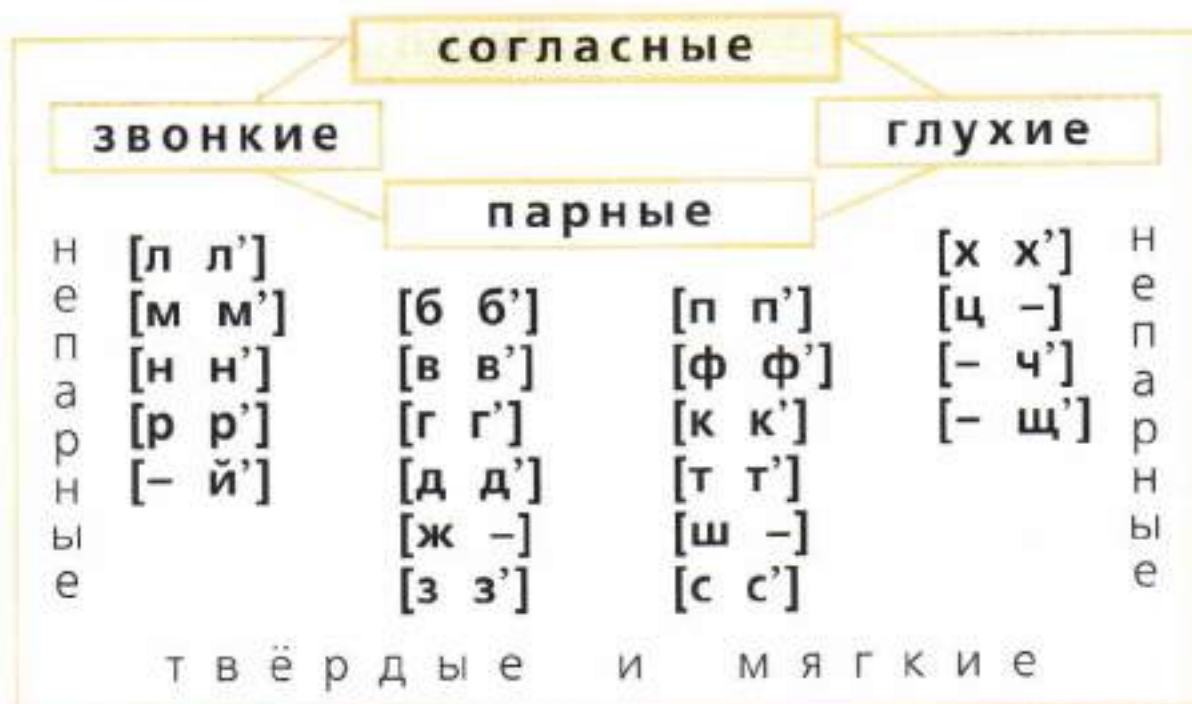 согласные
звонкие
глухие
парные
непарные
[л л’]
[м м’]
[н н’]
[р р’]
[– й’]
[б б’]
[в в’]
[г г’]
[д д’]
[ж –]
[з з’]
[п п’]
[ф ф’]
[к к’]
[т т’]
[ш –]
[с с’]
[х х’]
[ц –]
[– ч’]
[– щ’]
непарные
твёрдые и мягкие